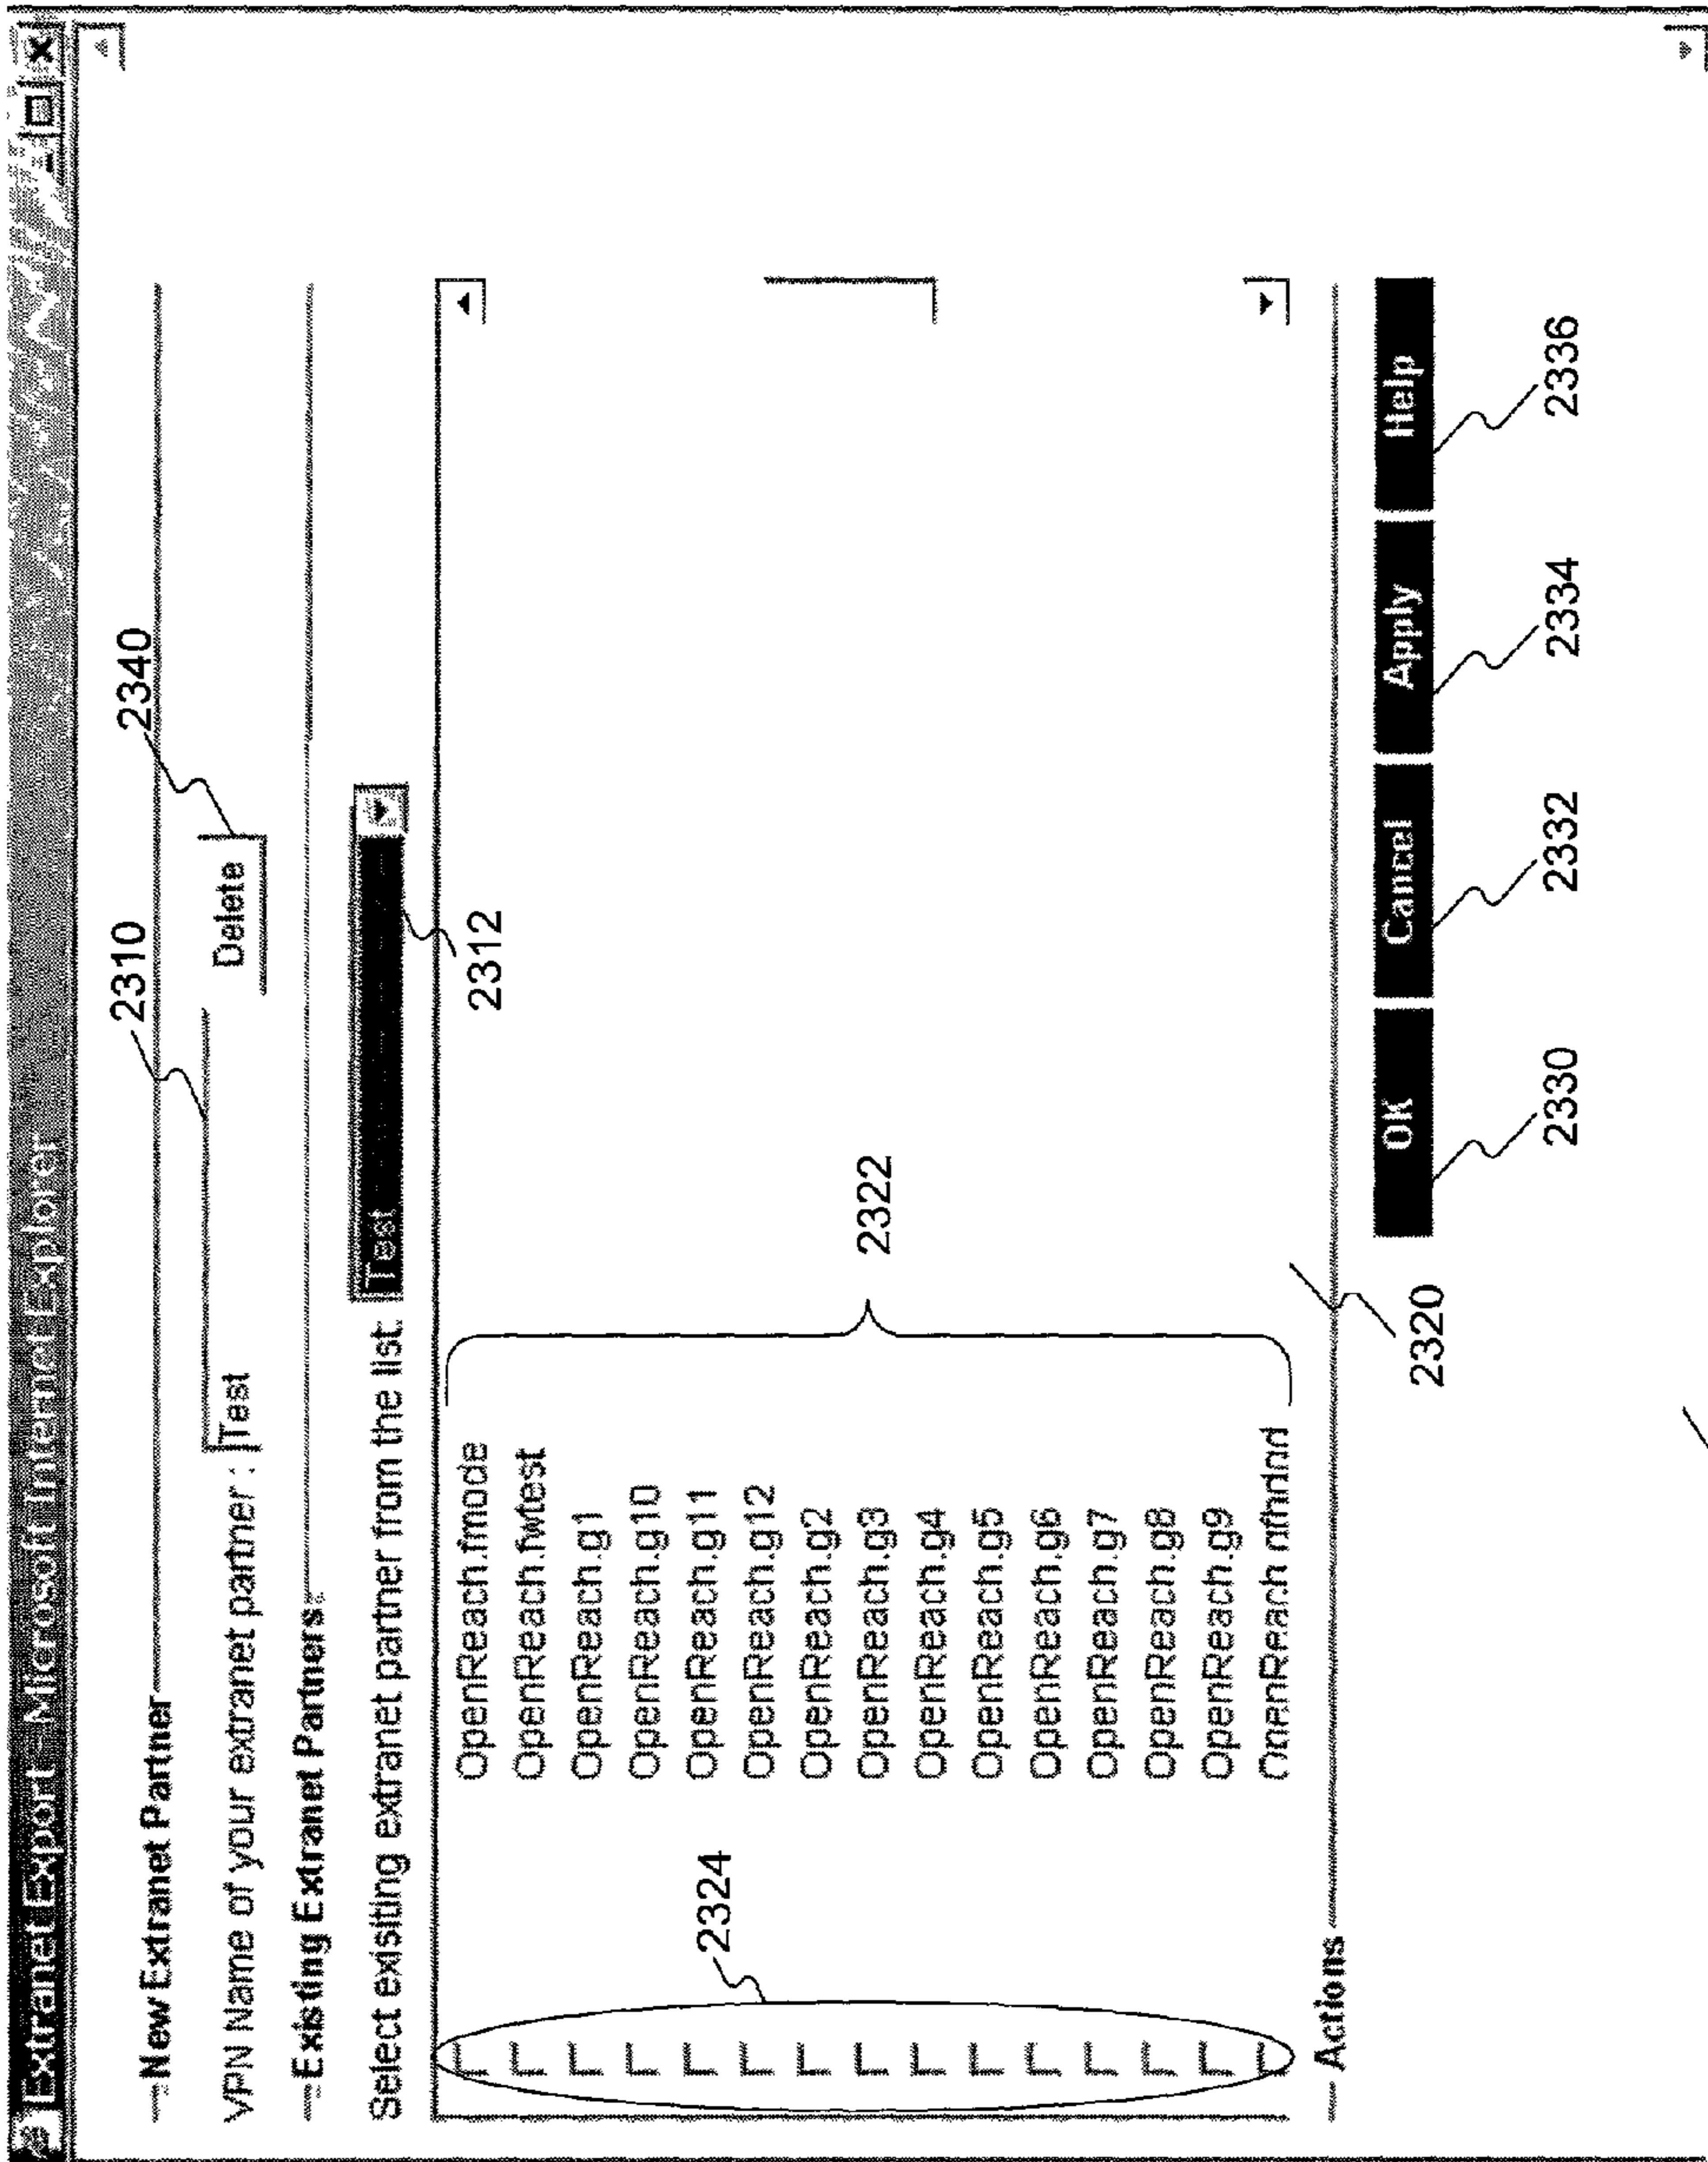 Extranet Export - Microsoft Internet Explorer
New Extranet Partner
2310
2340
VPN Name of your extranet partner : Test
Delete
Existing Extranet Partners
Select exisiting extranet partner from the list: Test
2312
2324
OpenReach.fmode
OpenReach.fwtest
OpenReach.g1
OpenReach.g10
OpenReach.g11
OpenReach.g12
OpenReach.g2
OpenReach.g3
OpenReach.g4
OpenReach.g5
OpenReach.g6
OpenReach.g7
OpenReach.g8
OpenReach.g9
OpenReach
2322
Actions
2320
OK
Cancel
Apply
Help
2330
2332
2334
2336